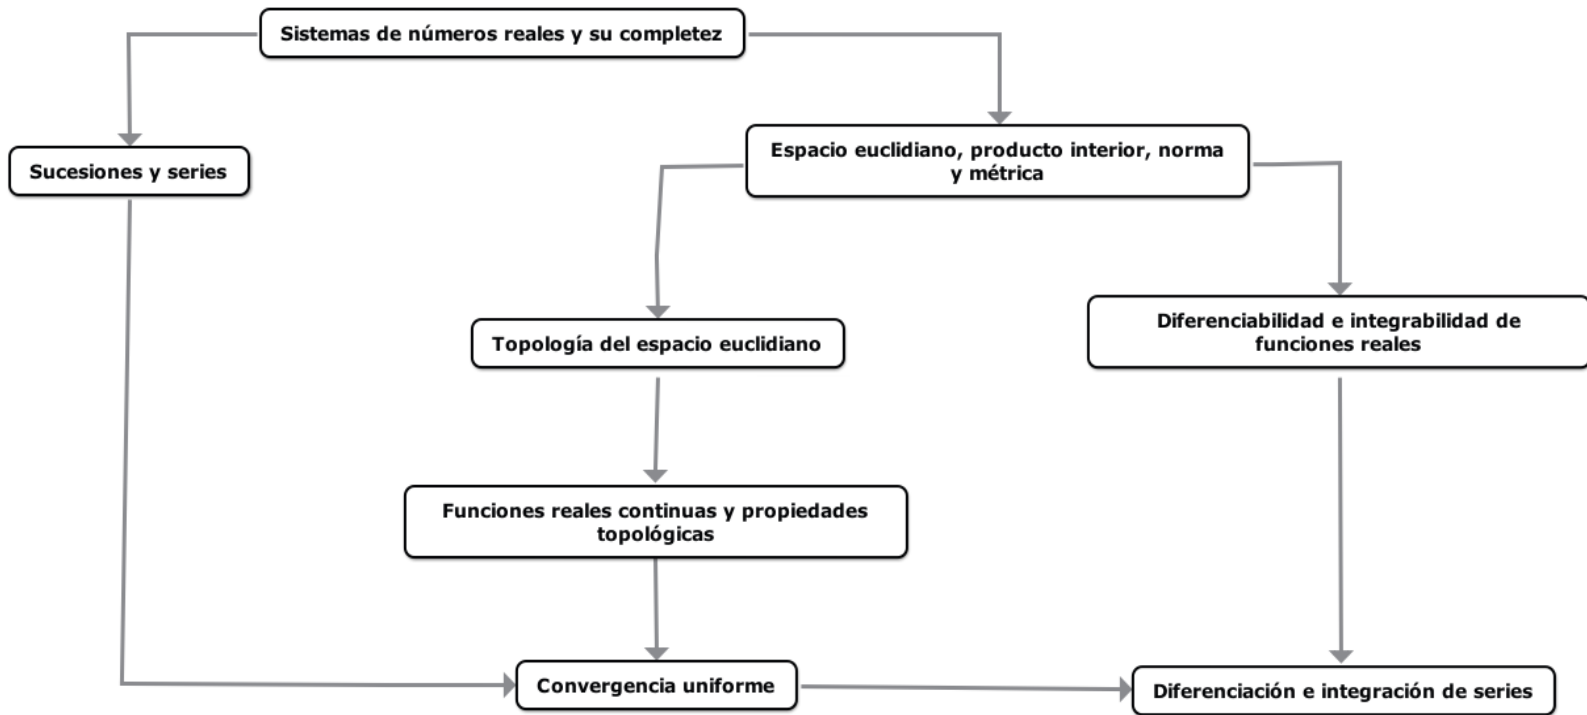 Sistemas de números reales y su completez
Sucesiones y series
Espacio euclidiano, producto interior, norma
y métrica
Topología del espacio euclidiano
Diferenciabilidad e integrabilidad de
funciones reales
Funciones reales continuas y propiedades
topológicas
Convergencia uniforme
Diferenciación e integración de series